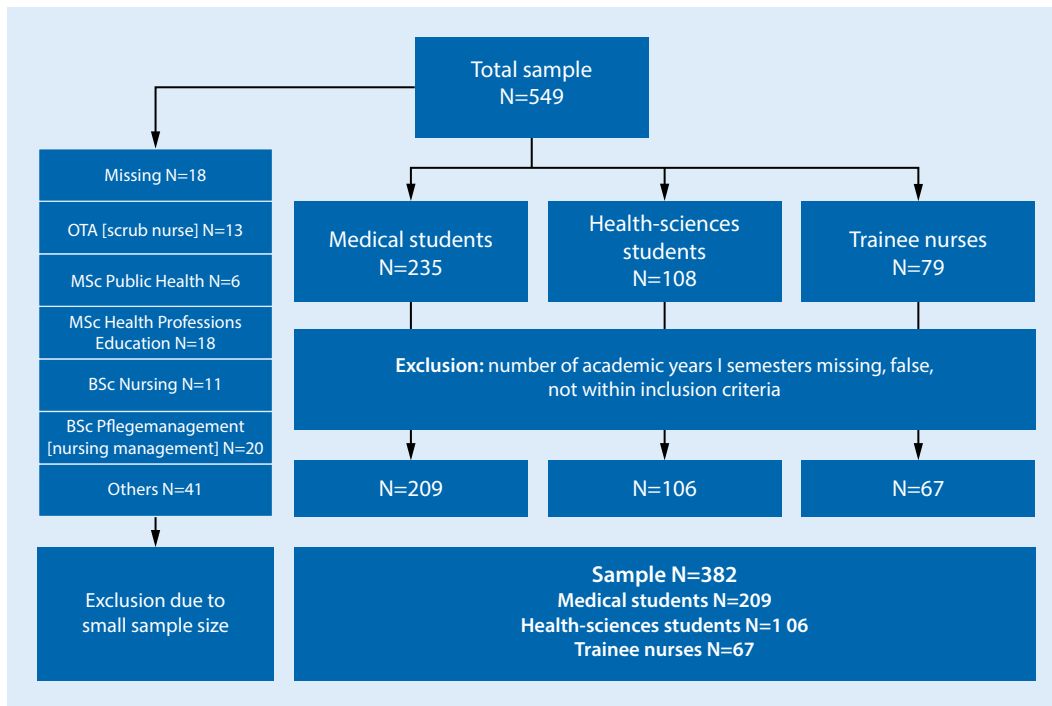 Total sample
N=549
Missing N=18
OTA [scrub nurse] N=13
MSc Public Health N=6
MSc Health Professions
Education N=18
BSc Nursing N=11
BSc Pflegemanagement
[nursing management] N=20
Others N=41
Exclusion due to
small sample size
Medical students
N=235
Health-sciences
students
N=108
Trainee nurses
N=79
Exclusion: number of academic years I semesters missing, false,
not within inclusion criteria
N=209
N=106
N=67
Sample N=382
Medical students N=209
Health-sciences students N=1 06
Trainee nurses N=67